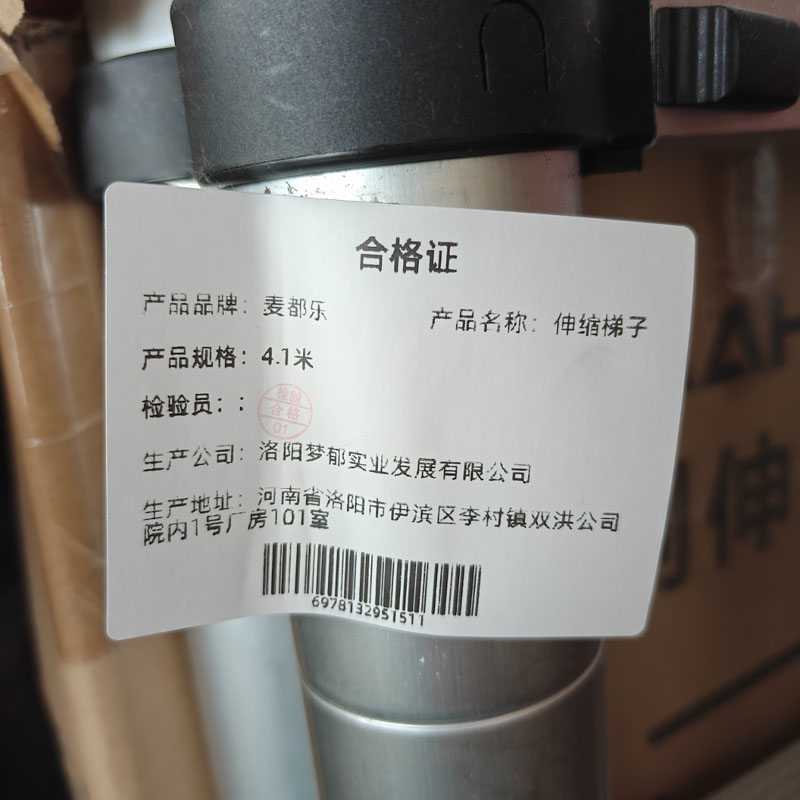 合格证
产品品牌：麦都乐
产品名称：伸缩梯子
产品规格：4.1米
检验员：：
检验
合格
01
生产公司：洛阳梦郁实业发展有限公司
生产地址：河南省洛阳市伊滨区李村镇双洪公司
院内1号厂房101室
6978132951511
AH
伸